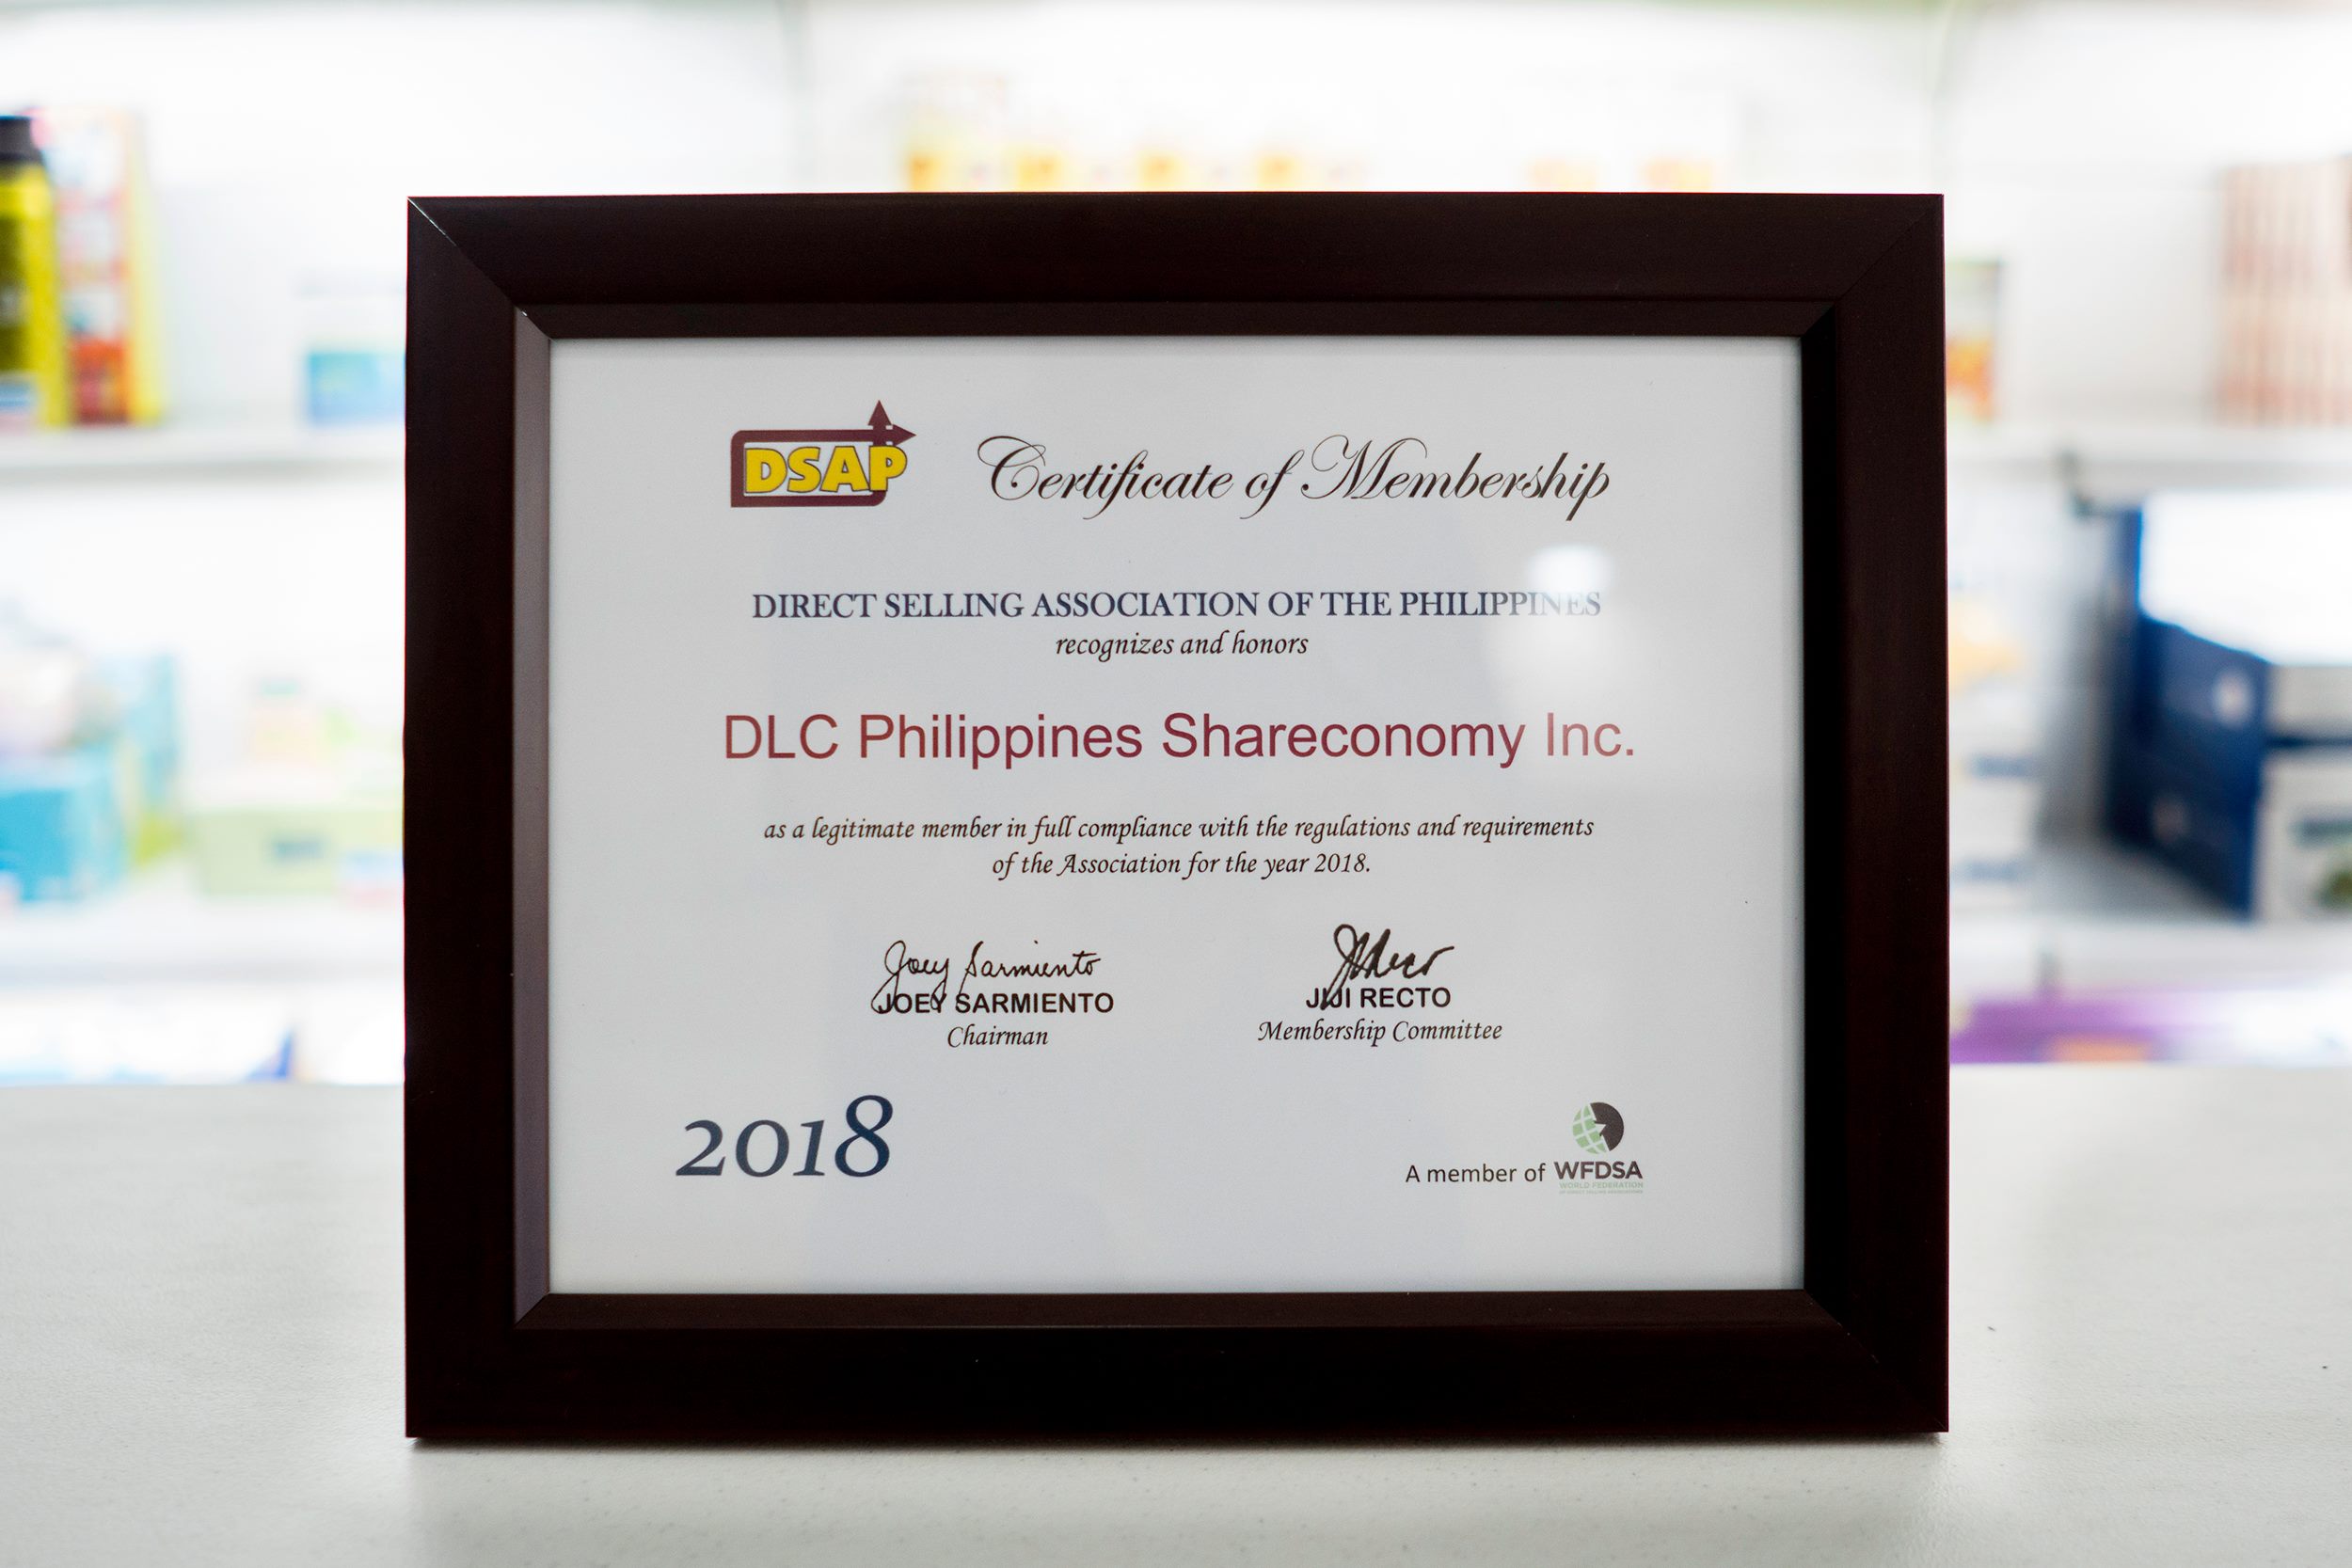 DSAP
Certificate of Membership
DIRECT SELLING ASSOCIATION OF THE PHILIPPINES
recognizes and honors
DLC Philippines Shareconomy Inc.
as a legitimate member in full compliance with the regulations and requirements
of the Association for the year 2018.
Joey Sarmiento
JOEY SARMIENTO
Chairman
JIJI RECTO
Membership Committee
2018
A member of WFDSA
WORLD FEDERATION